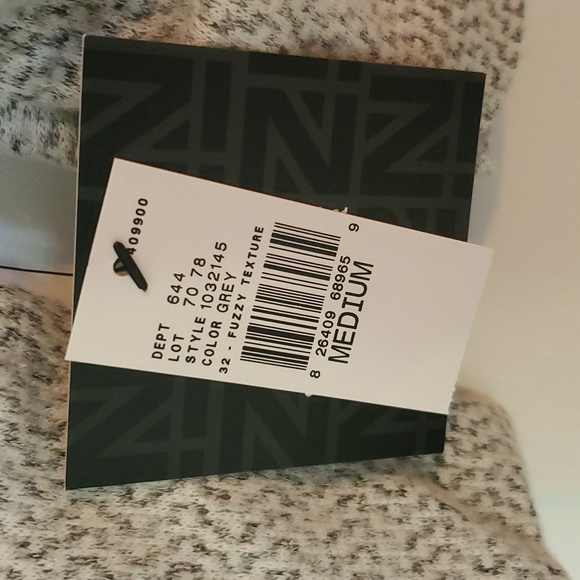 409900
DEPT 644
LOT 70 78
STYLE 1032145
COLOR GREY
32 - FUZZY TEXTURE
8 26409 68965 9
MEDIUM